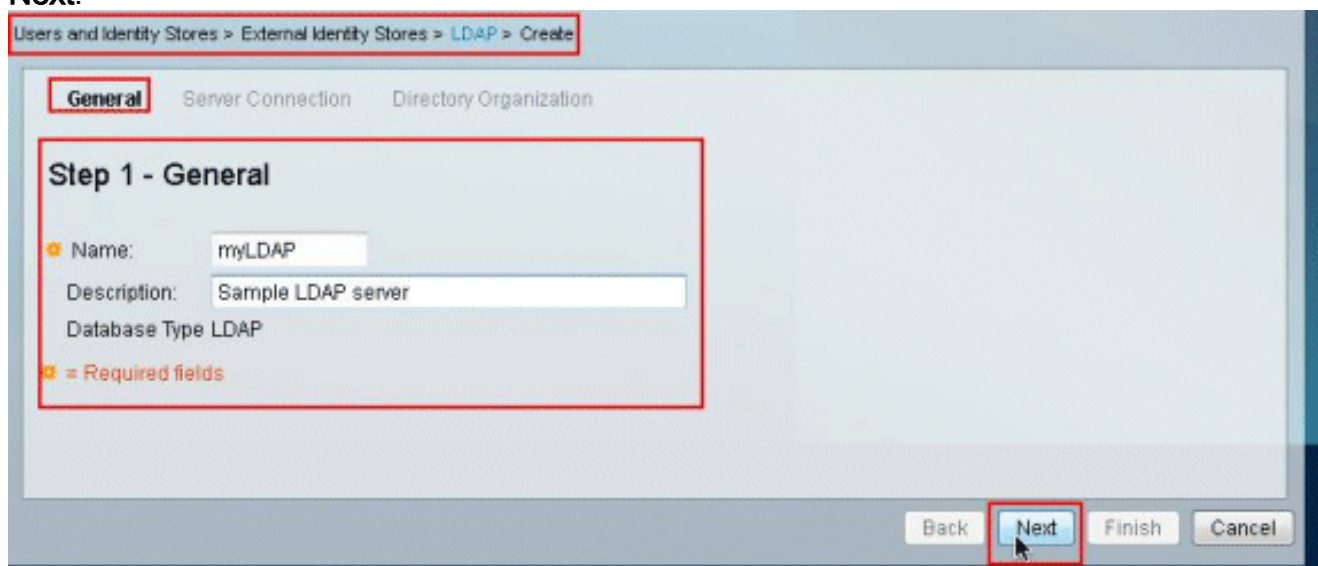 Next.
Users and Identity Stores > External Identity Stores > LDAP > Create
General Server Connection Directory Organization
Step 1 - General
Name: myLDAP
Description: Sample LDAP server
Database Type LDAP
= Required fields
Back Next Finish Cancel